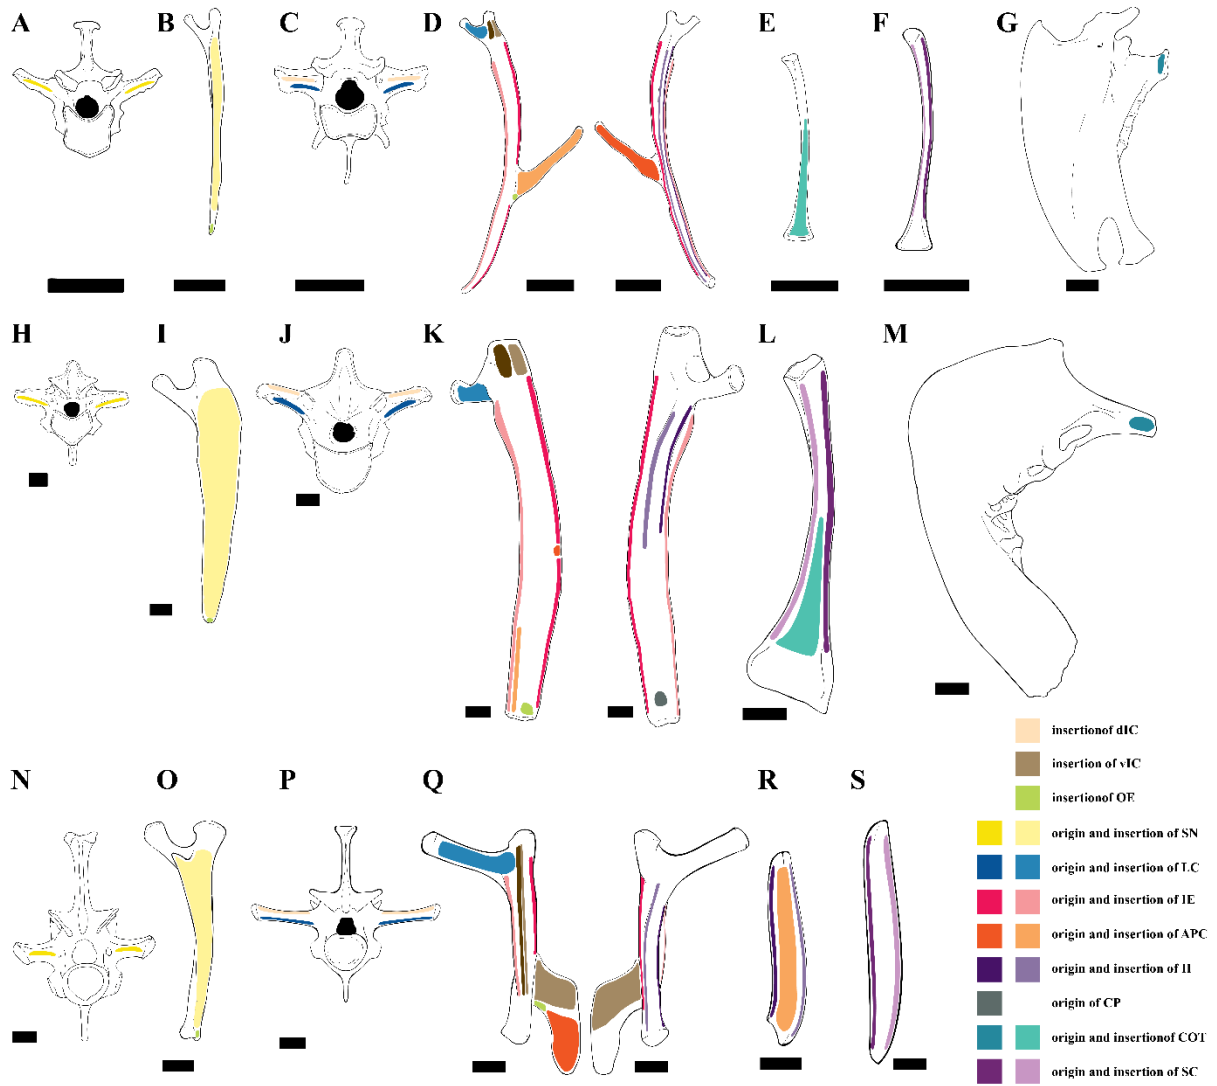 A B C D E F G
H I J K L M
N O P Q R S
insertionof dIC
insertion of vIC
insertionof OE
origin and insertion of SN
origin and insertion of LC
origin and insertion of IE
origin and insertion of APC
origin and insertion of II
origin of CP
origin and insertionof COT
origin and insertion of SC